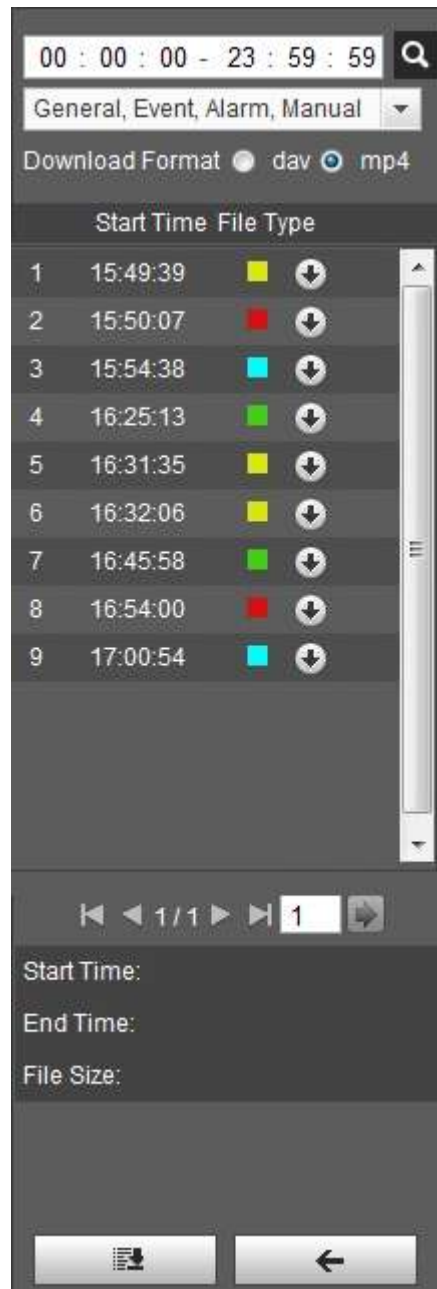 00 : 00 : 00 - 23 : 59 : 59
General, Event, Alarm, Manual
Download Format dav mp4
Start Time File Type
1 15:49:39
2 15:50:07
3 15:54:38
4 16:25:13
5 16:31:35
6 16:32:06
7 16:45:58
8 16:54:00
9 17:00:54
1 / 1 1
Start Time:
End Time:
File Size: